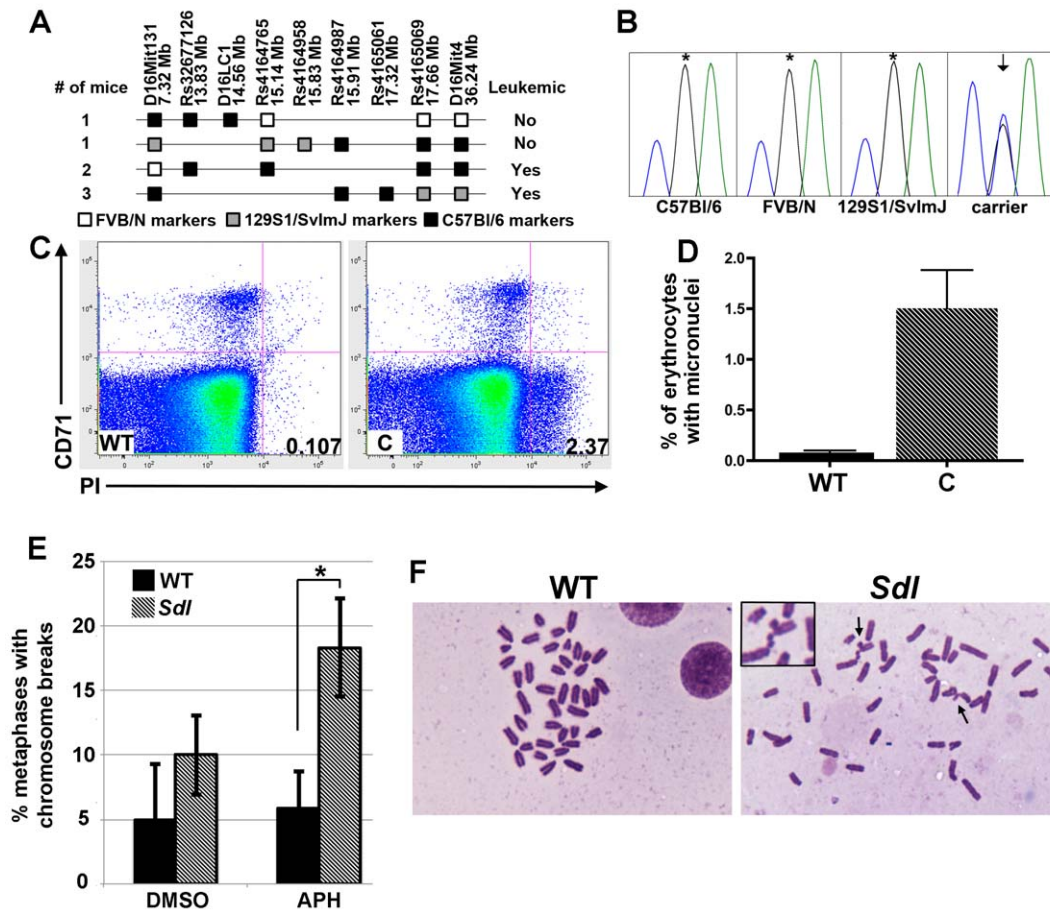 A
# of mice
D16Mit131
7.32 Mb
Rs32677126
13.83 Mb
D16LC1
14.56 Mb
Rs4164765
15.14 Mb
Rs4164958
15.83 Mb
Rs4164987
15.91 Mb
Rs4165061
17.32 Mb
Rs4165069
17.66 Mb
D16Mit4
36.24 Mb
Leukemic
1 No
1 No
2 Yes
3 Yes
FVB/N markers 129S1/SvImJ markers C57Bl/6 markers
B
* * *
C57Bl/6 FVB/N 129S1/SvImJ carrier
C
CD71
WT 0.107
C 2.37
PI
D
% of erythrocytes
with micronuclei
2.0
1.5
1.0
0.5
0.0
WT C
E
% metaphases with
chromosome breaks
25
20
15
10
5
0
WT
Sdl
*
DMSO APH
F
WT Sdl